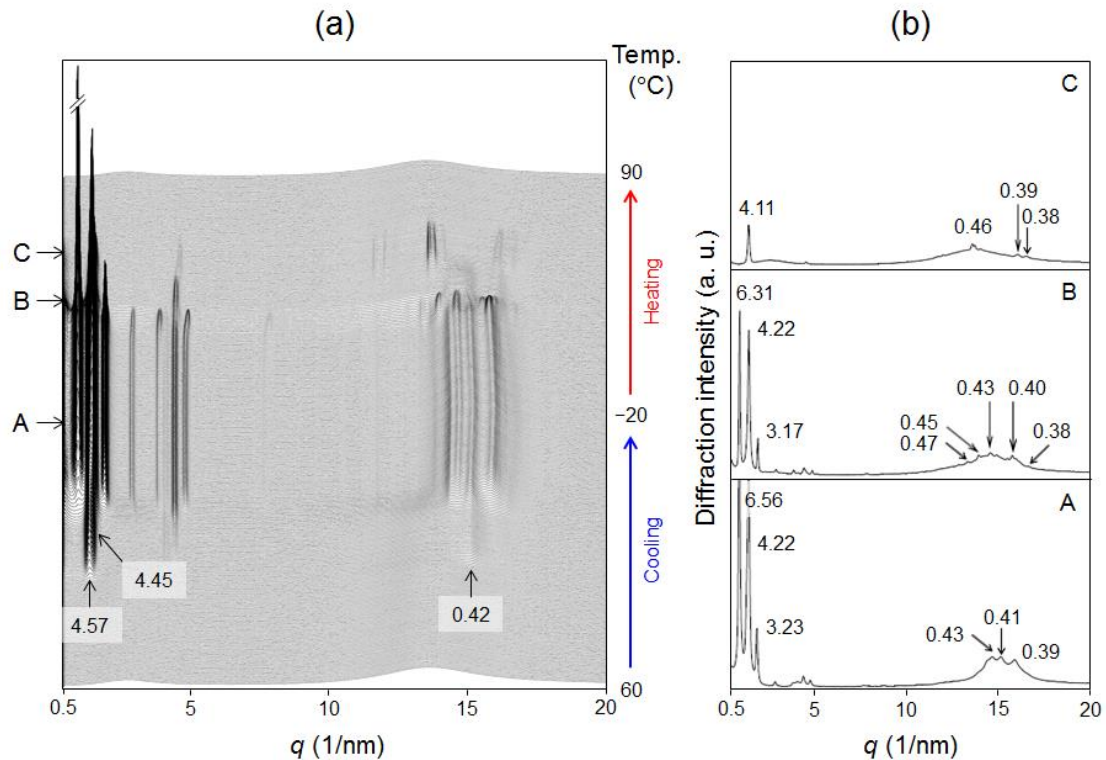 (a)
(b)
Temp.
(°C)
C
B
A
90
−20
60
Heating
Cooling
4.57
4.45
0.42
0.5
5
10
15
20
q (1/nm)
Diffraction intensity (a. u.)
C
4.11
0.46
0.39
0.38
B
6.31
4.22
3.17
0.47
0.45
0.43
0.40
0.38
A
6.56
4.22
3.23
0.43
0.41
0.39
0.5
5
10
15
20
q (1/nm)